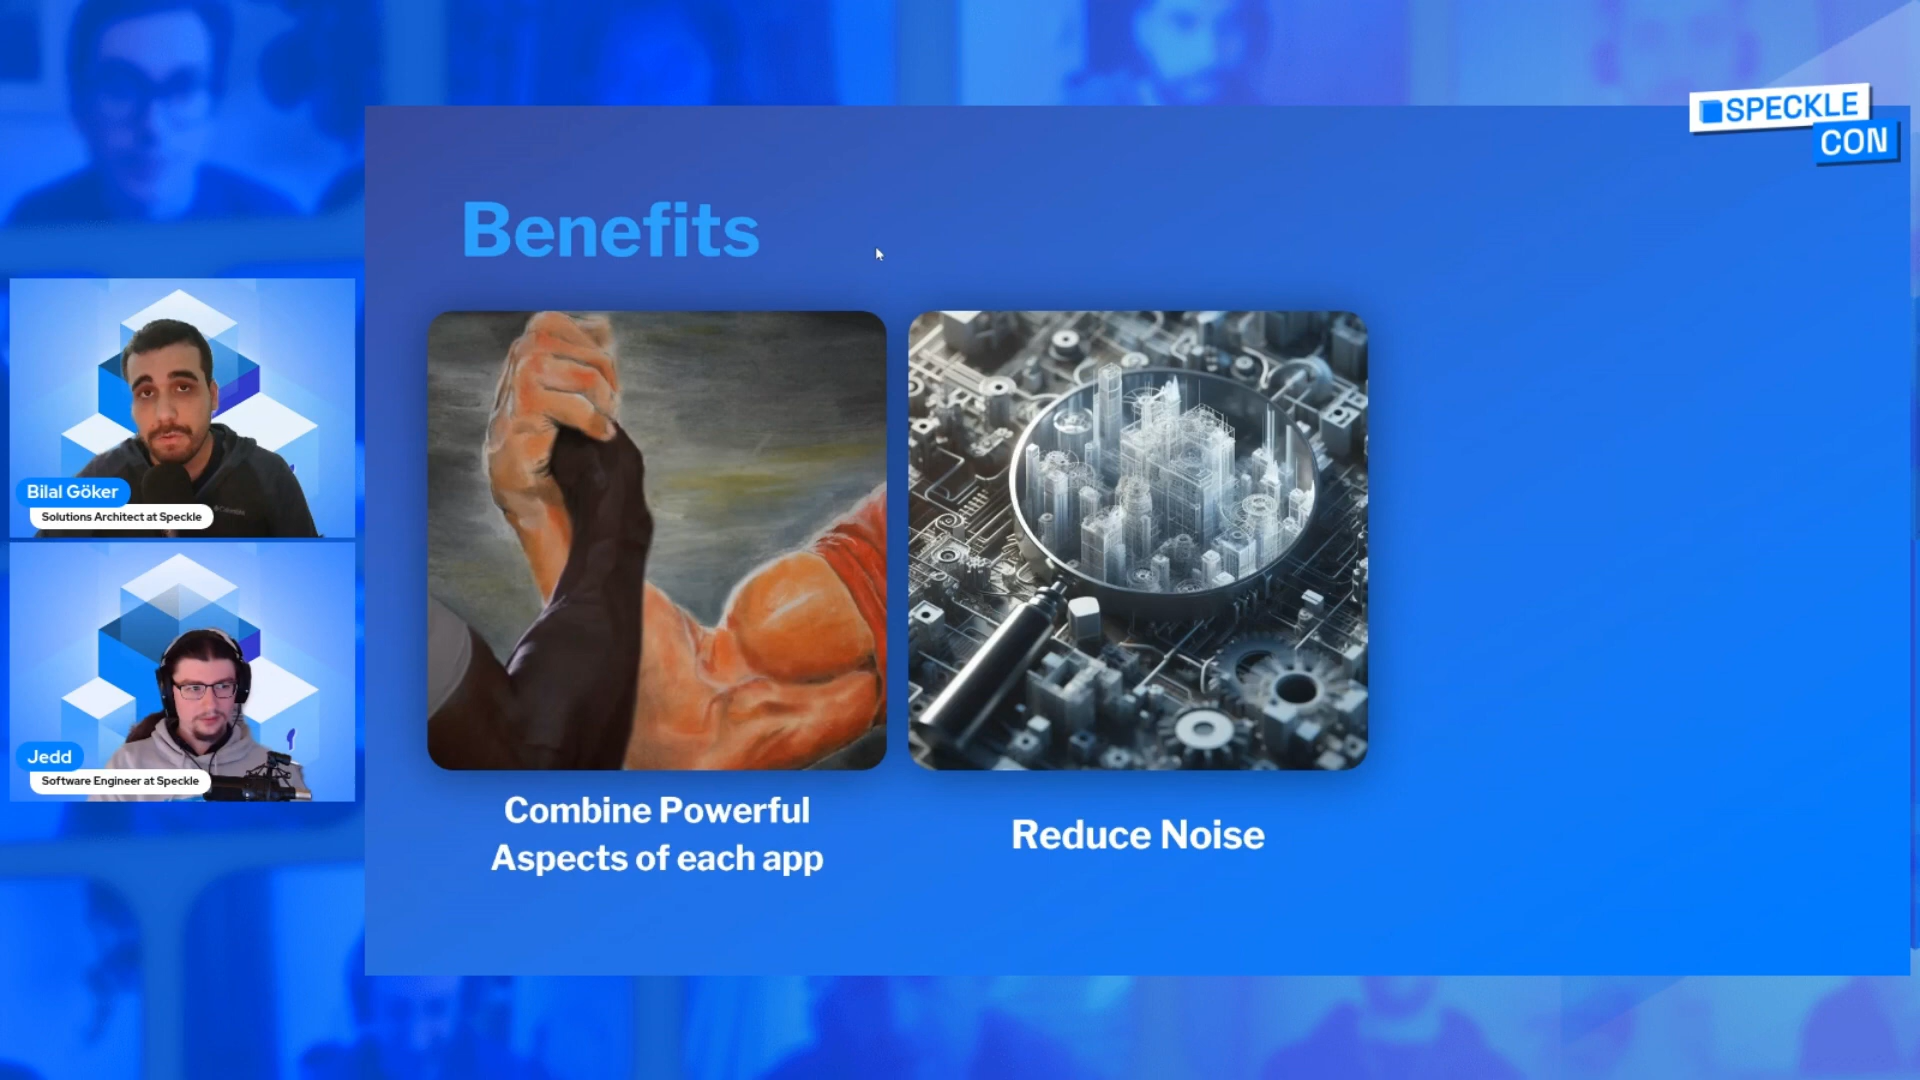 SPECKLE
CON
Benefits
Bilal Göker
Solutions Architect at Speckle
Jedd
Software Engineer at Speckle
Combine Powerful
Aspects of each app
Reduce Noise